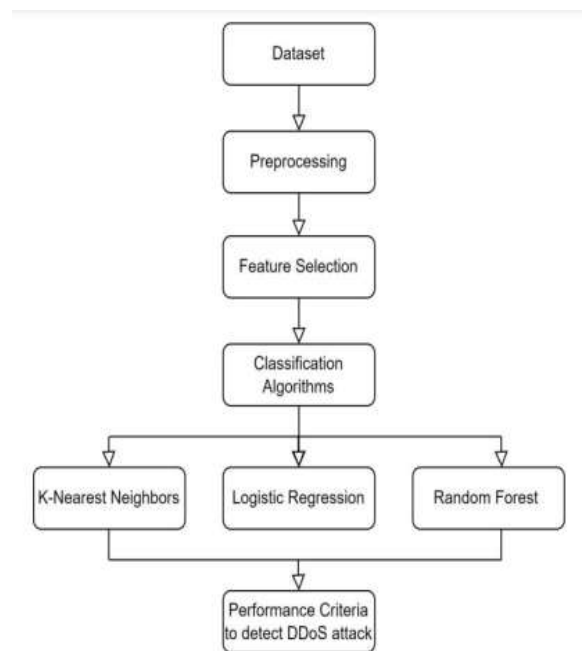 Dataset
Preprocessing
Feature Selection
Classification
Algorithms
K-Nearest Neighbors
Logistic Regression
Random Forest
Performance Criteria
to detect DDoS attack